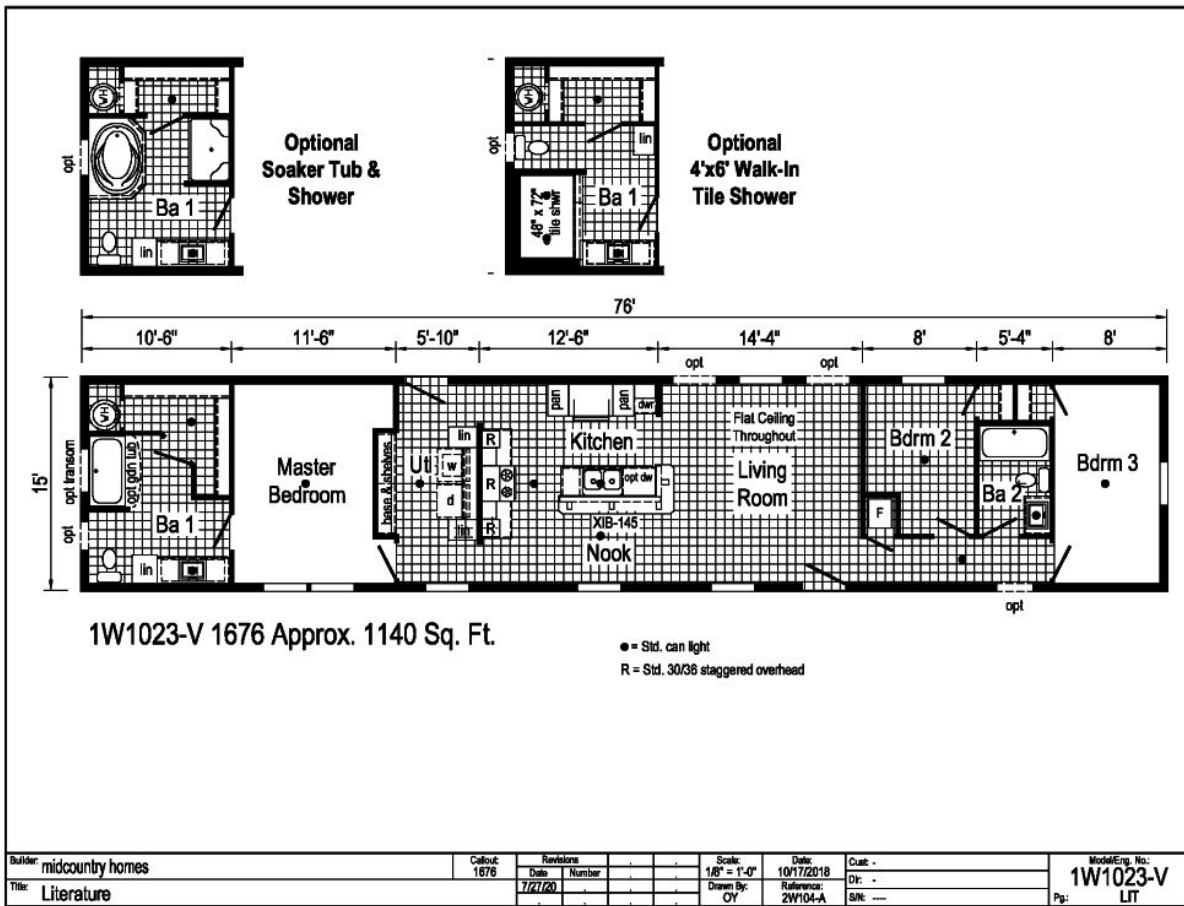 WH
opt
Ba 1
lin
Optional
Soaker Tub &
Shower
WH
opt
lin
48" x 72"
tile shwr
Ba 1
Optional
4'x6' Walk-In
Tile Shower
76'
10'-6"
11'-6"
5'-10"
12'-6"
14'-4"
8'
5'-4"
8'
opt
opt
15'
WH
opt transom
opt gdn tub
opt
Ba 1
lin
Master
Bedroom
base & shelves
Ut
lin
w
d
lin
R
R
R
pan
pan
dwr
Kitchen
opt dw
XIB-145
Nook
Flat Ceiling
Throughout
Living
Room
Bdrm 2
F
Ba 2
Bdrm 3
opt
1W1023-V 1676 Approx. 1140 Sq. Ft.
● = Std. can light
R = Std. 30/36 staggered overhead
Builder: midcountry homes
Title: Literature
Callout:
1676
Revisions
Date Number
7/27/20
Scale:
1/8" = 1'-0"
Drawn By:
OY
Date:
10/17/2018
Reference:
2W104-A
Cust: -
Dir: -
S/N: ----
Model/Eng. No.:
1W1023-V
Pg.: LIT